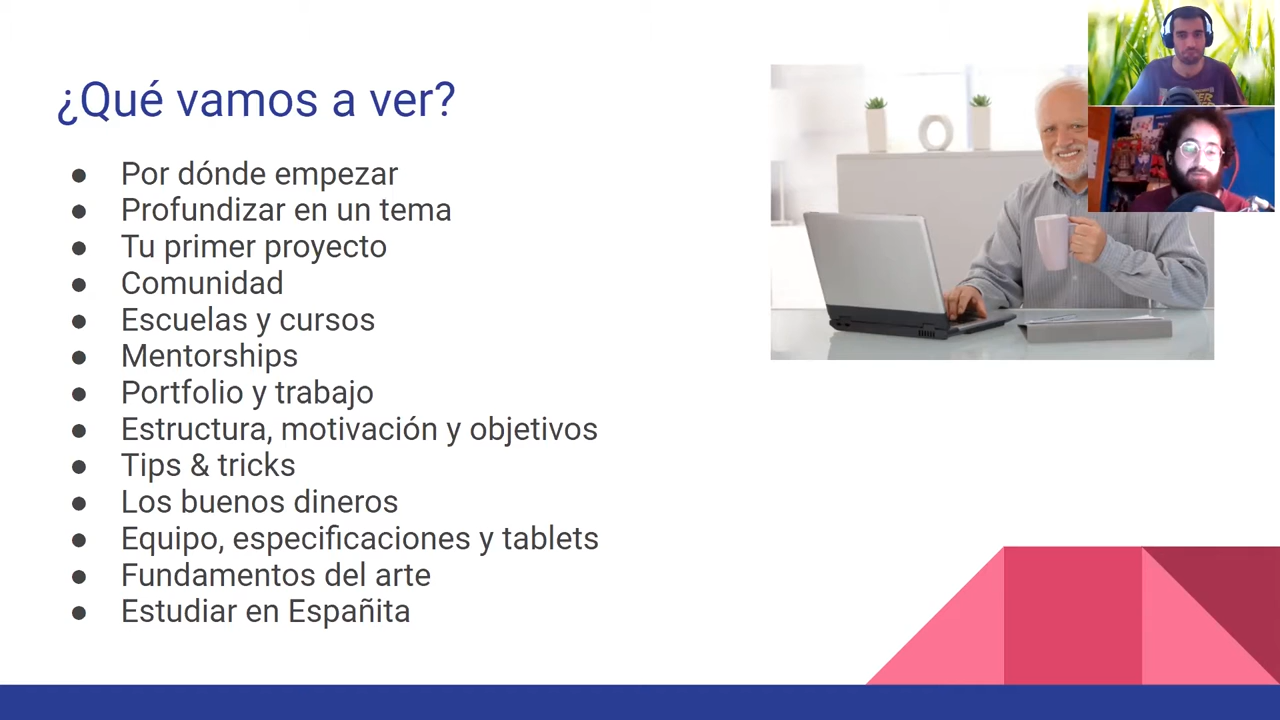 ¿Qué vamos a ver?
● Por dónde empezar
● Profundizar en un tema
● Tu primer proyecto
● Comunidad
● Escuelas y cursos
● Mentorships
● Portfolio y trabajo
● Estructura, motivación y objetivos
● Tips & tricks
● Los buenos dineros
● Equipo, especificaciones y tablets
● Fundamentos del arte
● Estudiar en Españita